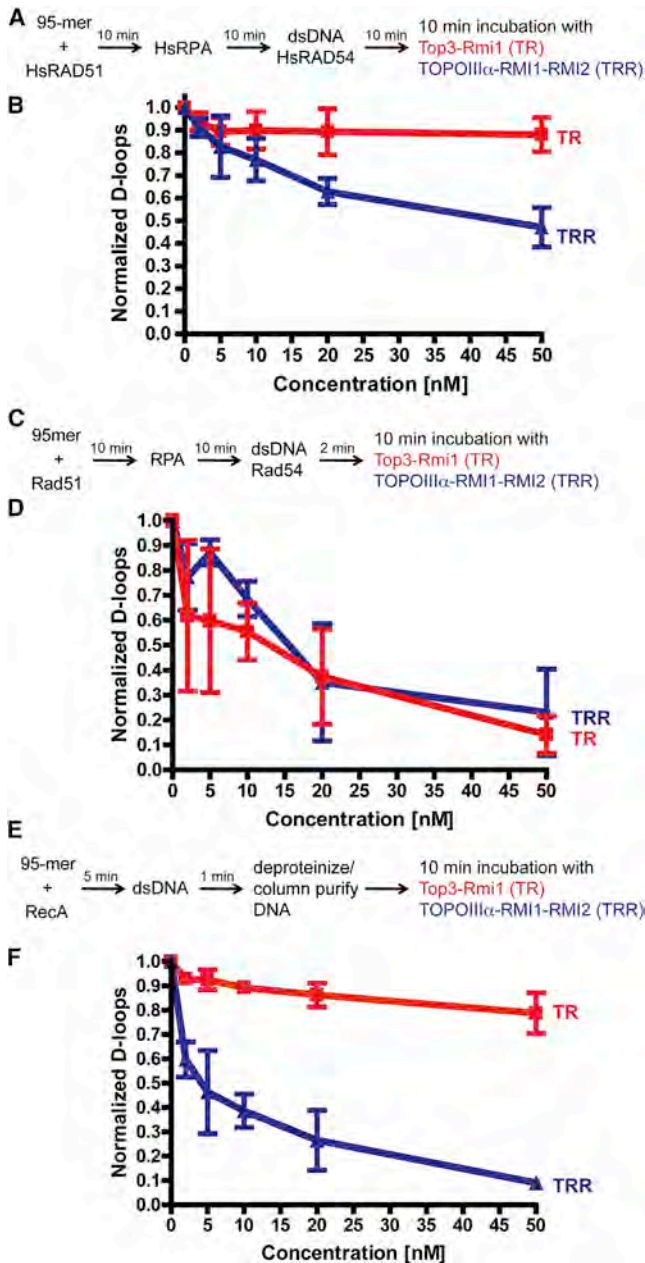 A
95-mer
+
HsRAD51
10 min
HsRPA
10 min
dsDNA
HsRAD54
10 min
10 min incubation with
Top3-Rmi1 (TR)
TOPOIIIα-RMI1-RMI2 (TRR)
B
Normalized D-loops
1.0
0.9
0.8
0.7
0.6
0.5
0.4
0.3
0.2
0.1
0.0
TR
TRR
0 5 10 15 20 25 30 35 40 45 50
Concentration [nM]
C
95mer
+
Rad51
10 min
RPA
10 min
dsDNA
Rad54
2 min
10 min incubation with
Top3-Rmi1 (TR)
TOPOIIIα-RMI1-RMI2 (TRR)
D
Normalized D-loops
1.0
0.9
0.8
0.7
0.6
0.5
0.4
0.3
0.2
0.1
0.0
TRR
TR
0 5 10 15 20 25 30 35 40 45 50
Concentration [nM]
E
95-mer
+
RecA
5 min
dsDNA
1 min
deproteinize/
column purify
DNA
10 min incubation with
Top3-Rmi1 (TR)
TOPOIIIα-RMI1-RMI2 (TRR)
F
Normalized D-loops
1.0
0.9
0.8
0.7
0.6
0.5
0.4
0.3
0.2
0.1
0.0
TR
TRR
0 5 10 15 20 25 30 35 40 45 50
Concentration [nM]